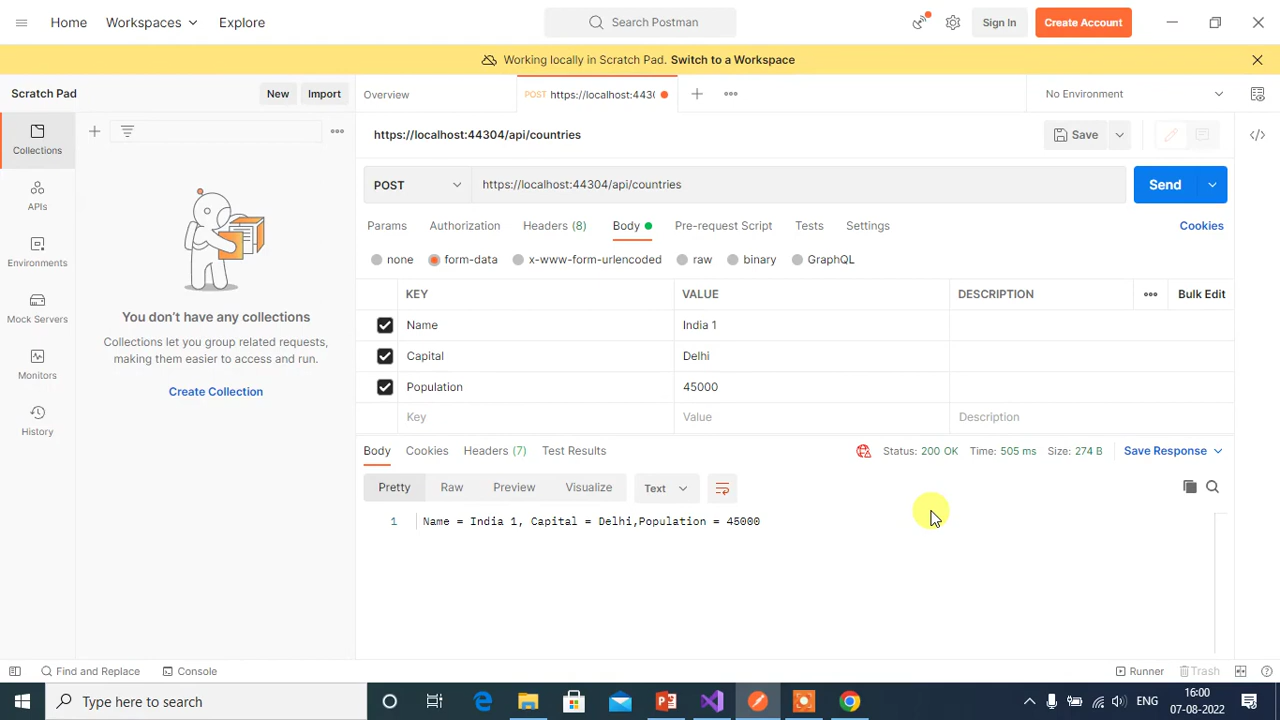 Home Workspaces Explore Search Postman Sign In Create Account
Working locally in Scratch Pad. Switch to a Workspace
Scratch Pad New Import Overview POST https://localhost:4430 No Environment
https://localhost:44304/api/countries Save
Collections
POST https://localhost:44304/api/countries Send
APIs
Params Authorization Headers (8) Body Pre-request Script Tests Settings Cookies
Environments
none form-data x-www-form-urlencoded raw binary GraphQL
KEY VALUE DESCRIPTION Bulk Edit
Mock Servers
You don't have any collections
Name India 1
Collections let you group related requests,
making them easier to access and run.
Capital Delhi
Monitors
Create Collection
Population 45000
Key Value Description
History
Body Cookies Headers (7) Test Results Status: 200 OK Time: 505 ms Size: 274 B Save Response
Pretty Raw Preview Visualize Text
1 Name = India 1, Capital = Delhi,Population = 45000
Find and Replace Console Runner Trash
Type here to search ENG 16:00
07-08-2022